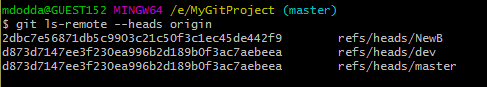 mdodda@GUEST152 MINGW64 /e/MyGitProject (master)
$ git ls-remote --heads origin
2dbc7e56871db5c9903c21c50f3c1ec45de442f9 refs/heads/NewB
d873d7147ee3f230ea996b2d189b0f3ac7aebeea refs/heads/dev
d873d7147ee3f230ea996b2d189b0f3ac7aebeea refs/heads/master